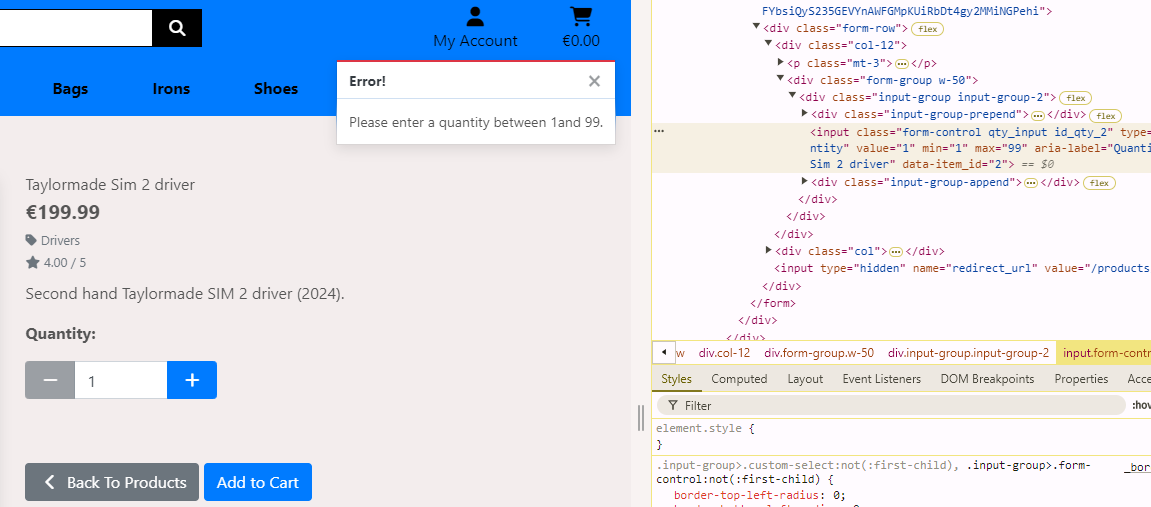 My Account
€0.00
Bags
Irons
Shoes
Error!
×
Please enter a quantity between 1and 99.
Taylormade Sim 2 driver
€199.99
Drivers
4.00 / 5
Second hand Taylormade SIM 2 driver (2024).
Quantity:
− 1 +
Back To Products
Add to Cart
FYbsiQyS235GEVYnAWFGMpKUiRbDt4gy2MMiNGPehi">
<div class="form-row"> flex
<div class="col-12">
<p class="mt-3"> ⋯ </p>
<div class="form-group w-50">
<div class="input-group input-group-2"> flex
<div class="input-group-prepend"> ⋯ </div> flex
<input class="form-control qty_input id_qty_2" type=
ntity" value="1" min="1" max="99" aria-label="Quanti
Sim 2 driver" data-item_id="2"> == $0
<div class="input-group-append"> ⋯ </div> flex
</div>
</div>
</div>
<div class="col"> ⋯ </div>
<input type="hidden" name="redirect_url" value="/products
</div>
</form>
</div>
</div>
w div.col-12 div.form-group.w-50 div.input-group.input-group-2 input.form-contr
Styles Computed Layout Event Listeners DOM Breakpoints Properties Acce
Filter :hov
element.style {
}
.input-group>.custom-select:not(:first-child), .input-group>.form- _bor
control:not(:first-child) {
border-top-left-radius: 0;